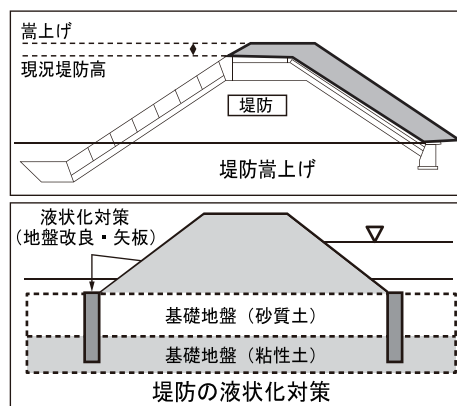 嵩上げ
現況堤防高
堤防
堤防嵩上げ
液状化対策
（地盤改良・矢板）
基礎地盤（砂質土）
基礎地盤（粘性土）
堤防の液状化対策